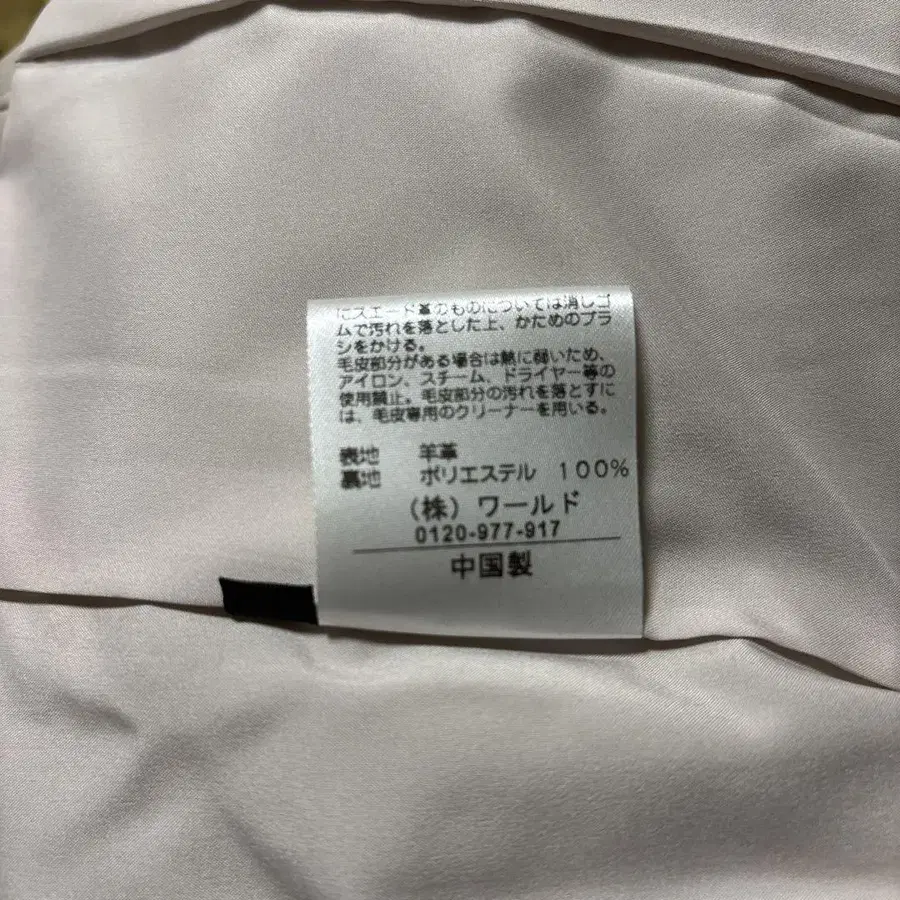 にスエード革のものについては消しゴ
ムで汚れを落とした上、かためのブラ
シをかける。
毛皮部分がある場合は熱に弱いため、
アイロン、スチーム、ドライヤー等の
使用禁止。毛皮部分の汚れを落とすに
は、毛皮専用のクリーナーを用いる。
表地 羊革
裏地 ポリエステル 100%
(株) ワールド
0120-977-917
中国製